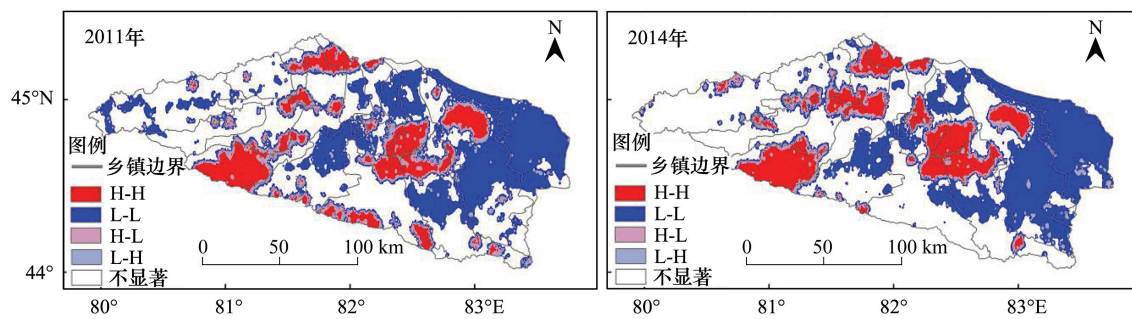 2011年
N
45°N
图例
乡镇边界
H-H
L-L
H-L
L-H
不显著
0 50 100 km
44°
80° 81° 82° 83°E
2014年
N
图例
乡镇边界
H-H
L-L
H-L
L-H
不显著
0 50 100 km
80° 81° 82° 83°E